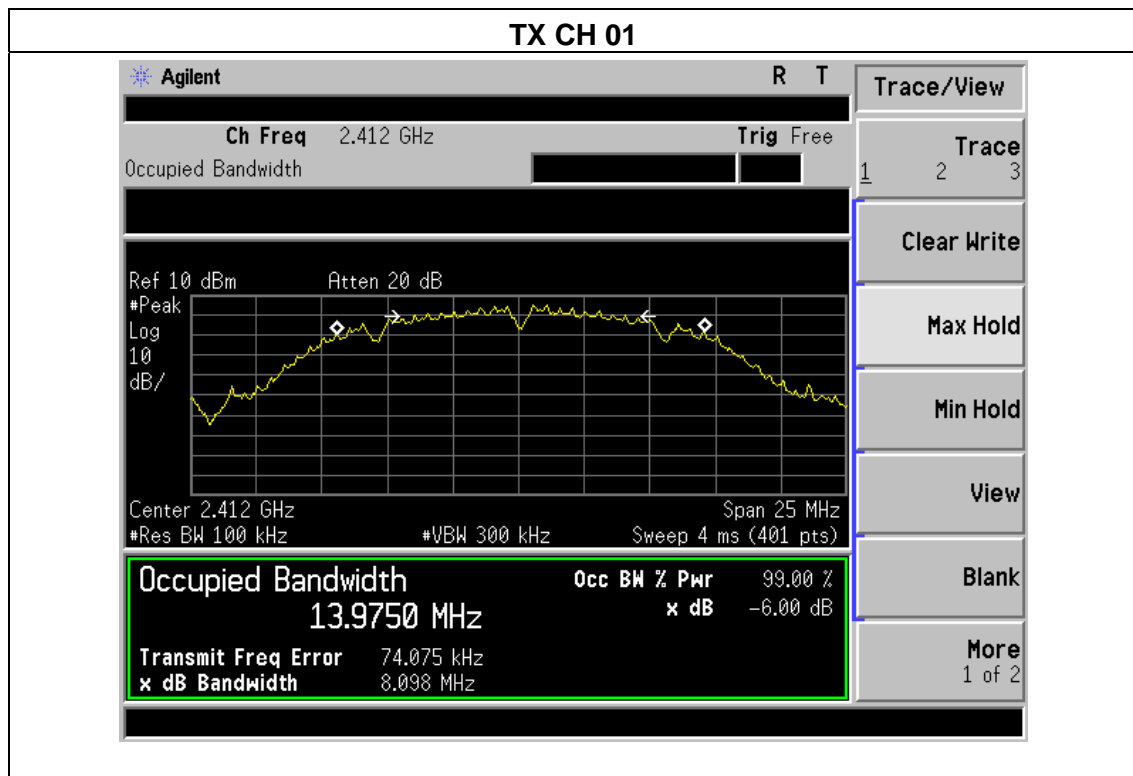 TX CH 01
Agilent
R T
Trace/View
Ch Freq 2.412 GHz
Trig Free
Occupied Bandwidth
Trace
1 2 3
Clear Write
Ref 10 dBm
Atten 20 dB
#Peak
Log
10
dB/
Max Hold
Min Hold
View
Center 2.412 GHz
Span 25 MHz
#Res BW 100 kHz
#VBW 300 kHz
Sweep 4 ms (401 pts)
Occupied Bandwidth
13.9750 MHz
Occ BW % Pwr 99.00 %
x dB -6.00 dB
Blank
Transmit Freq Error 74.075 kHz
x dB Bandwidth 8.098 MHz
More
1 of 2